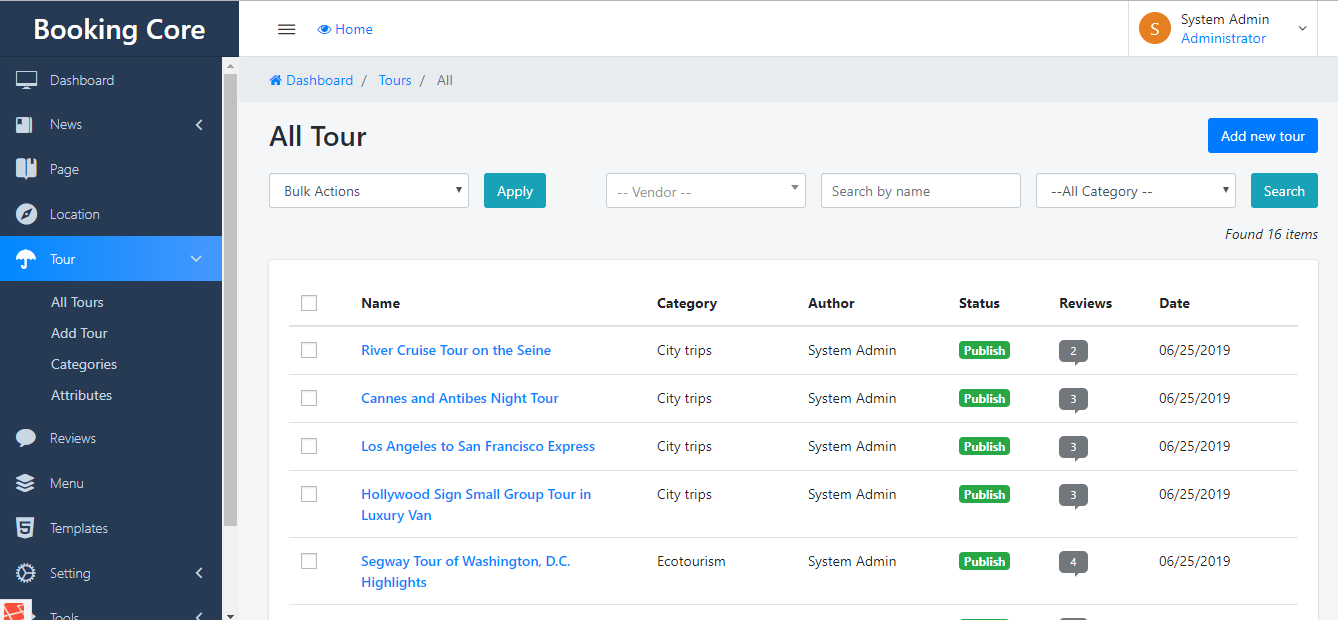 Booking Core
Home
System Admin
Administrator
S
Dashboard
News
Page
Location
Tour
All Tours
Add Tour
Categories
Attributes
Reviews
Menu
Templates
Setting
Tools
Dashboard / Tours / All
All Tour
Add new tour
Bulk Actions
Apply
-- Vendor --
Search by name
--All Category --
Search
Found 16 items
Name Category Author Status Reviews Date
River Cruise Tour on the Seine City trips System Admin Publish 2 06/25/2019
Cannes and Antibes Night Tour City trips System Admin Publish 3 06/25/2019
Los Angeles to San Francisco Express City trips System Admin Publish 3 06/25/2019
Hollywood Sign Small Group Tour in City trips System Admin Publish 3 06/25/2019
Luxury Van
Segway Tour of Washington, D.C. Ecotourism System Admin Publish 4 06/25/2019
Highlights